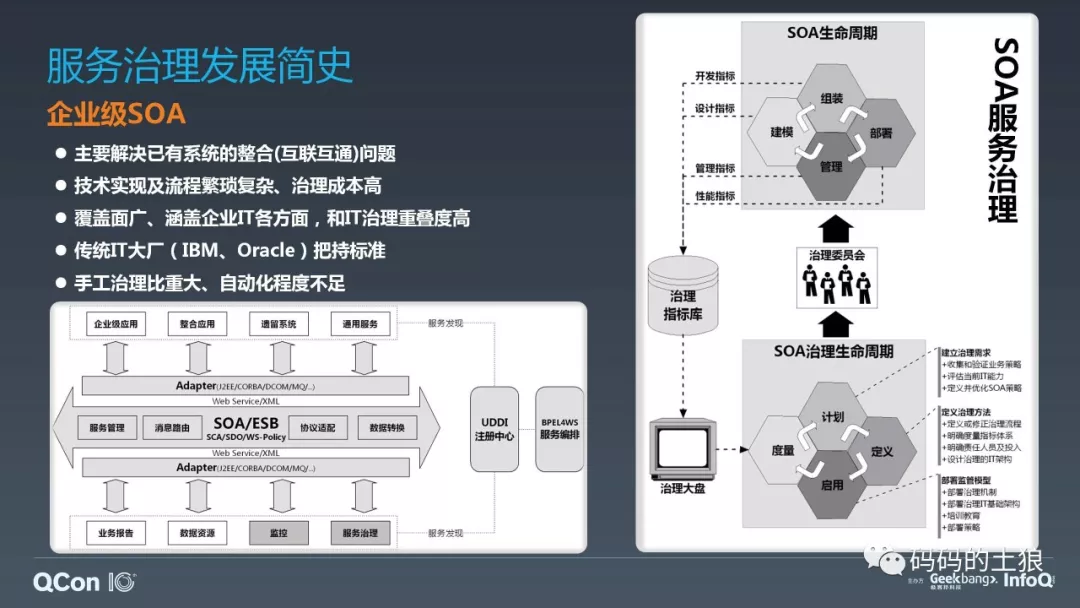 服务治理发展简史
企业级SOA
● 主要解决已有系统的整合(互联互通)问题
● 技术实现及流程繁琐复杂、治理成本高
● 覆盖面广、涵盖企业IT各方面，和IT治理重叠度高
● 传统IT大厂（IBM、Oracle）把持标准
● 手工治理比重大、自动化程度不足
企业级应用 整合应用 遗留系统 通用服务 服务发现
Adapter(J2EE/CORBA/DCOM/MQ/..)
Web Service/XML
服务管理 消息路由 SOA/ESB 协议适配 数据转换
SCA/SDO/WS-Policy
Web Service/XML
Adapter(J2EE/CORBA/DCOM/MQ/..)
业务报告 数据资源 监控 服务治理 服务发现
UDDI
注册中心
BPEL4WS
服务编排
SOA服务治理
SOA生命周期
开发指标
设计指标
管理指标
性能指标
组装
建模
部署
管理
治理委员会
治理
指标库
治理大盘
SOA治理生命周期
计划
度量
定义
启用
建立治理需求
+收集和验证业务策略
+评估当前IT能力
+定义并优化SOA策略
定义治理方法
+定义或修正治理流程
+明确度量指标体系
+明确责任人员及投入
+设计治理的IT架构
部署监管模型
+部署治理机制
+部署治理IT基础架构
+培训教育
+部署策略
码码的土狼
QCon 10+
主办方 Geekbang>. InfoQ
极客邦科技